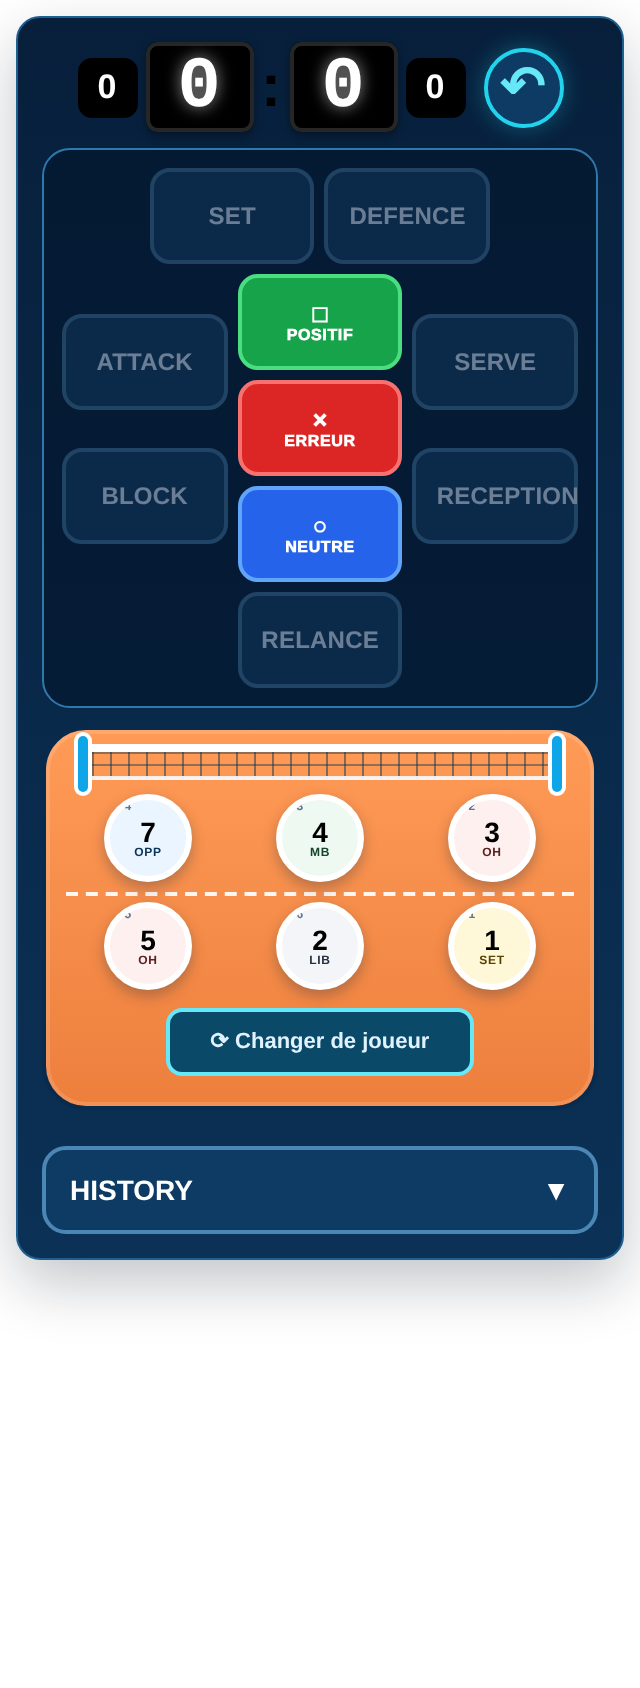 0 0 : 0 0 ↶
SET DEFENCE
□
POSITIF
ATTACK SERVE
×
ERREUR
BLOCK RECEPTION
○
NEUTRE
RELANCE
7 4 3
OPP MB OH
5 2 1
OH LIB SET
⟳ Changer de joueur
HISTORY ▼